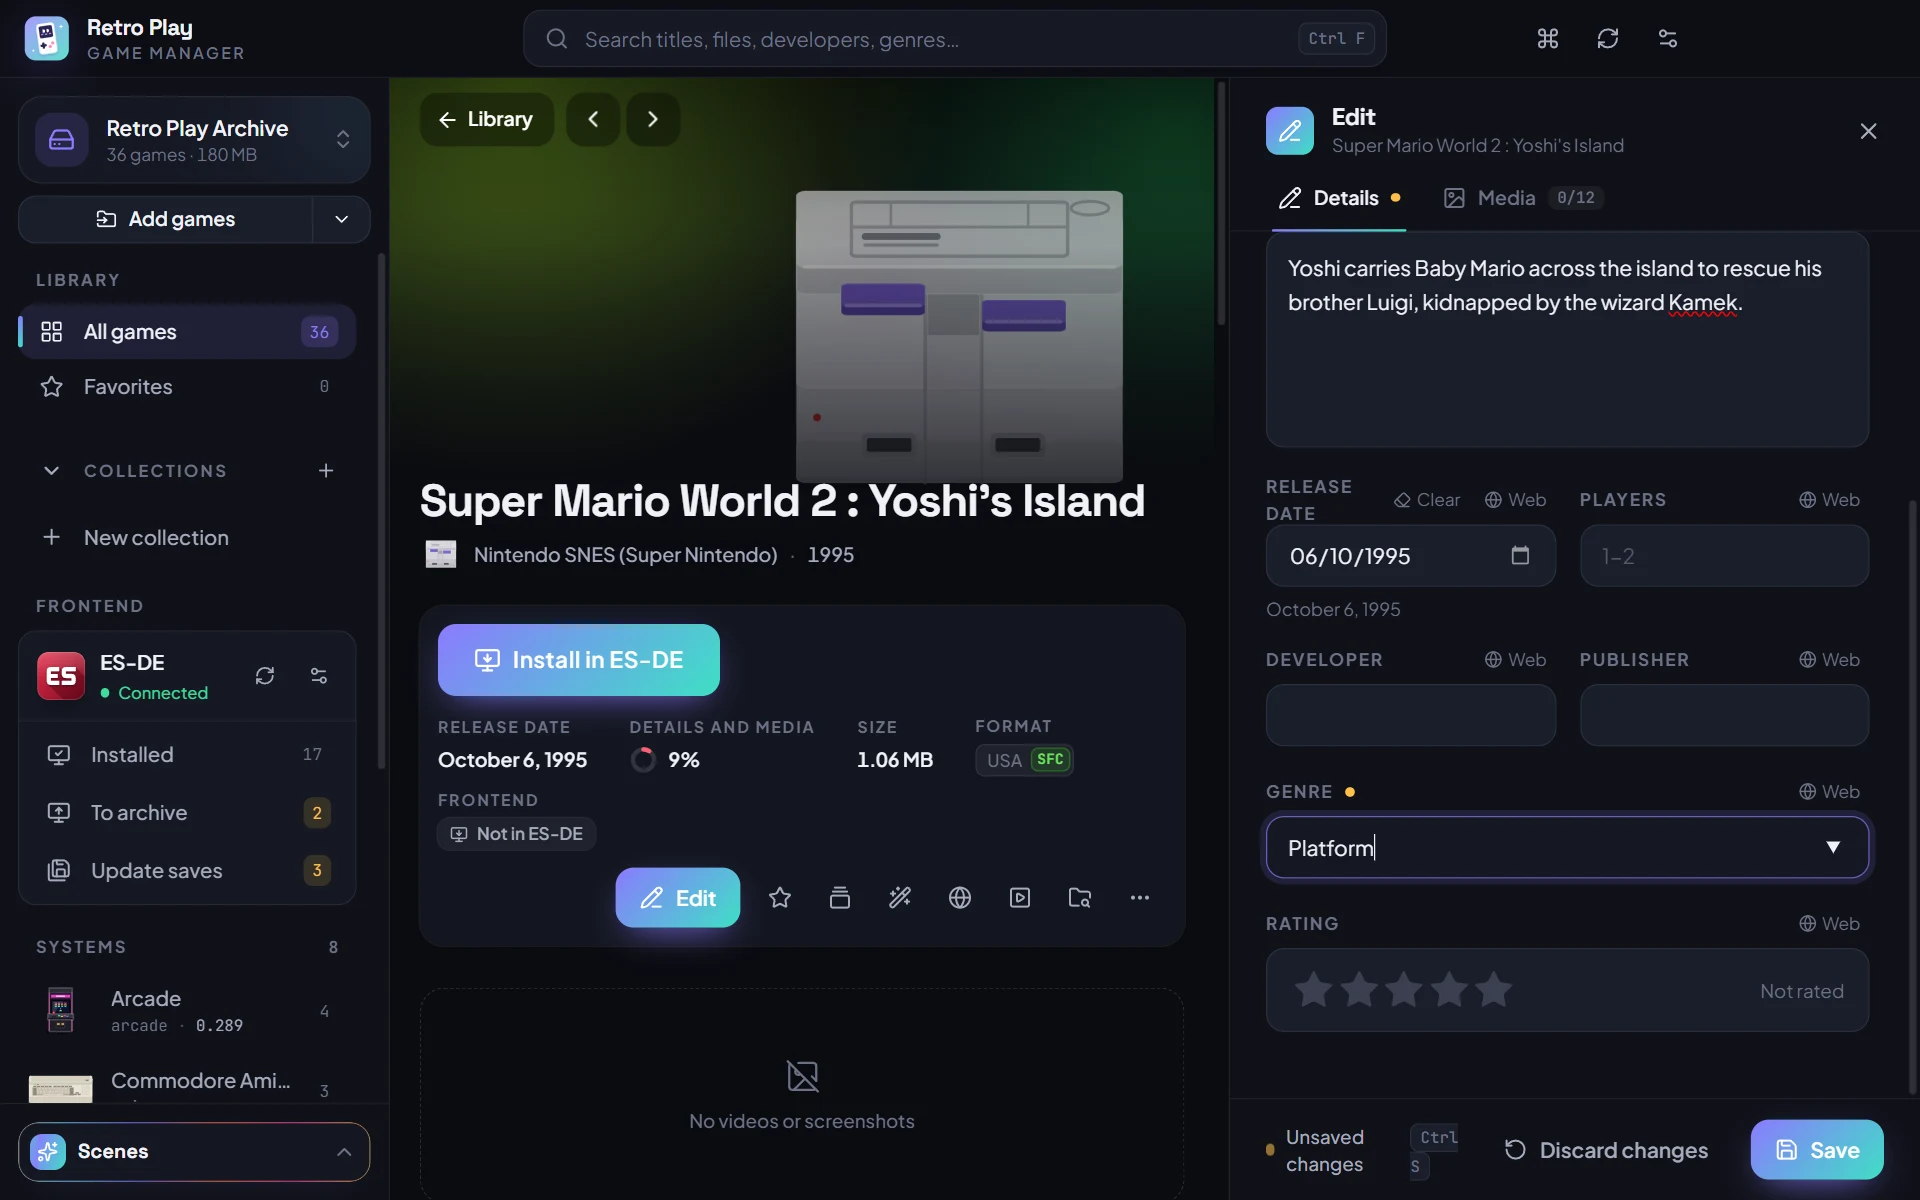 Retro Play
GAME MANAGER
Search titles, files, developers, genres...
Ctrl F
Retro Play Archive
36 games · 180 MB
Add games
LIBRARY
All games
36
Favorites
0
COLLECTIONS
New collection
FRONTEND
ES
ES-DE
Connected
Installed
17
To archive
2
Update saves
3
SYSTEMS
8
Arcade
arcade · 0.289
4
Commodore Ami...
3
Scenes
Library
Super Mario World 2 : Yoshi's Island
Nintendo SNES (Super Nintendo) · 1995
Install in ES-DE
RELEASE DATE
October 6, 1995
DETAILS AND MEDIA
9%
SIZE
1.06 MB
FORMAT
USA SFC
FRONTEND
Not in ES-DE
Edit
No videos or screenshots
Edit
Super Mario World 2 : Yoshi's Island
Details
Media
0/12
Yoshi carries Baby Mario across the island to rescue his
brother Luigi, kidnapped by the wizard Kamek.
RELEASE
DATE
Clear
Web
06/10/1995
October 6, 1995
PLAYERS
Web
1–2
DEVELOPER
Web
PUBLISHER
Web
GENRE
Web
Platform
RATING
Web
Not rated
Unsaved
changes
Ctrl
S
Discard changes
Save